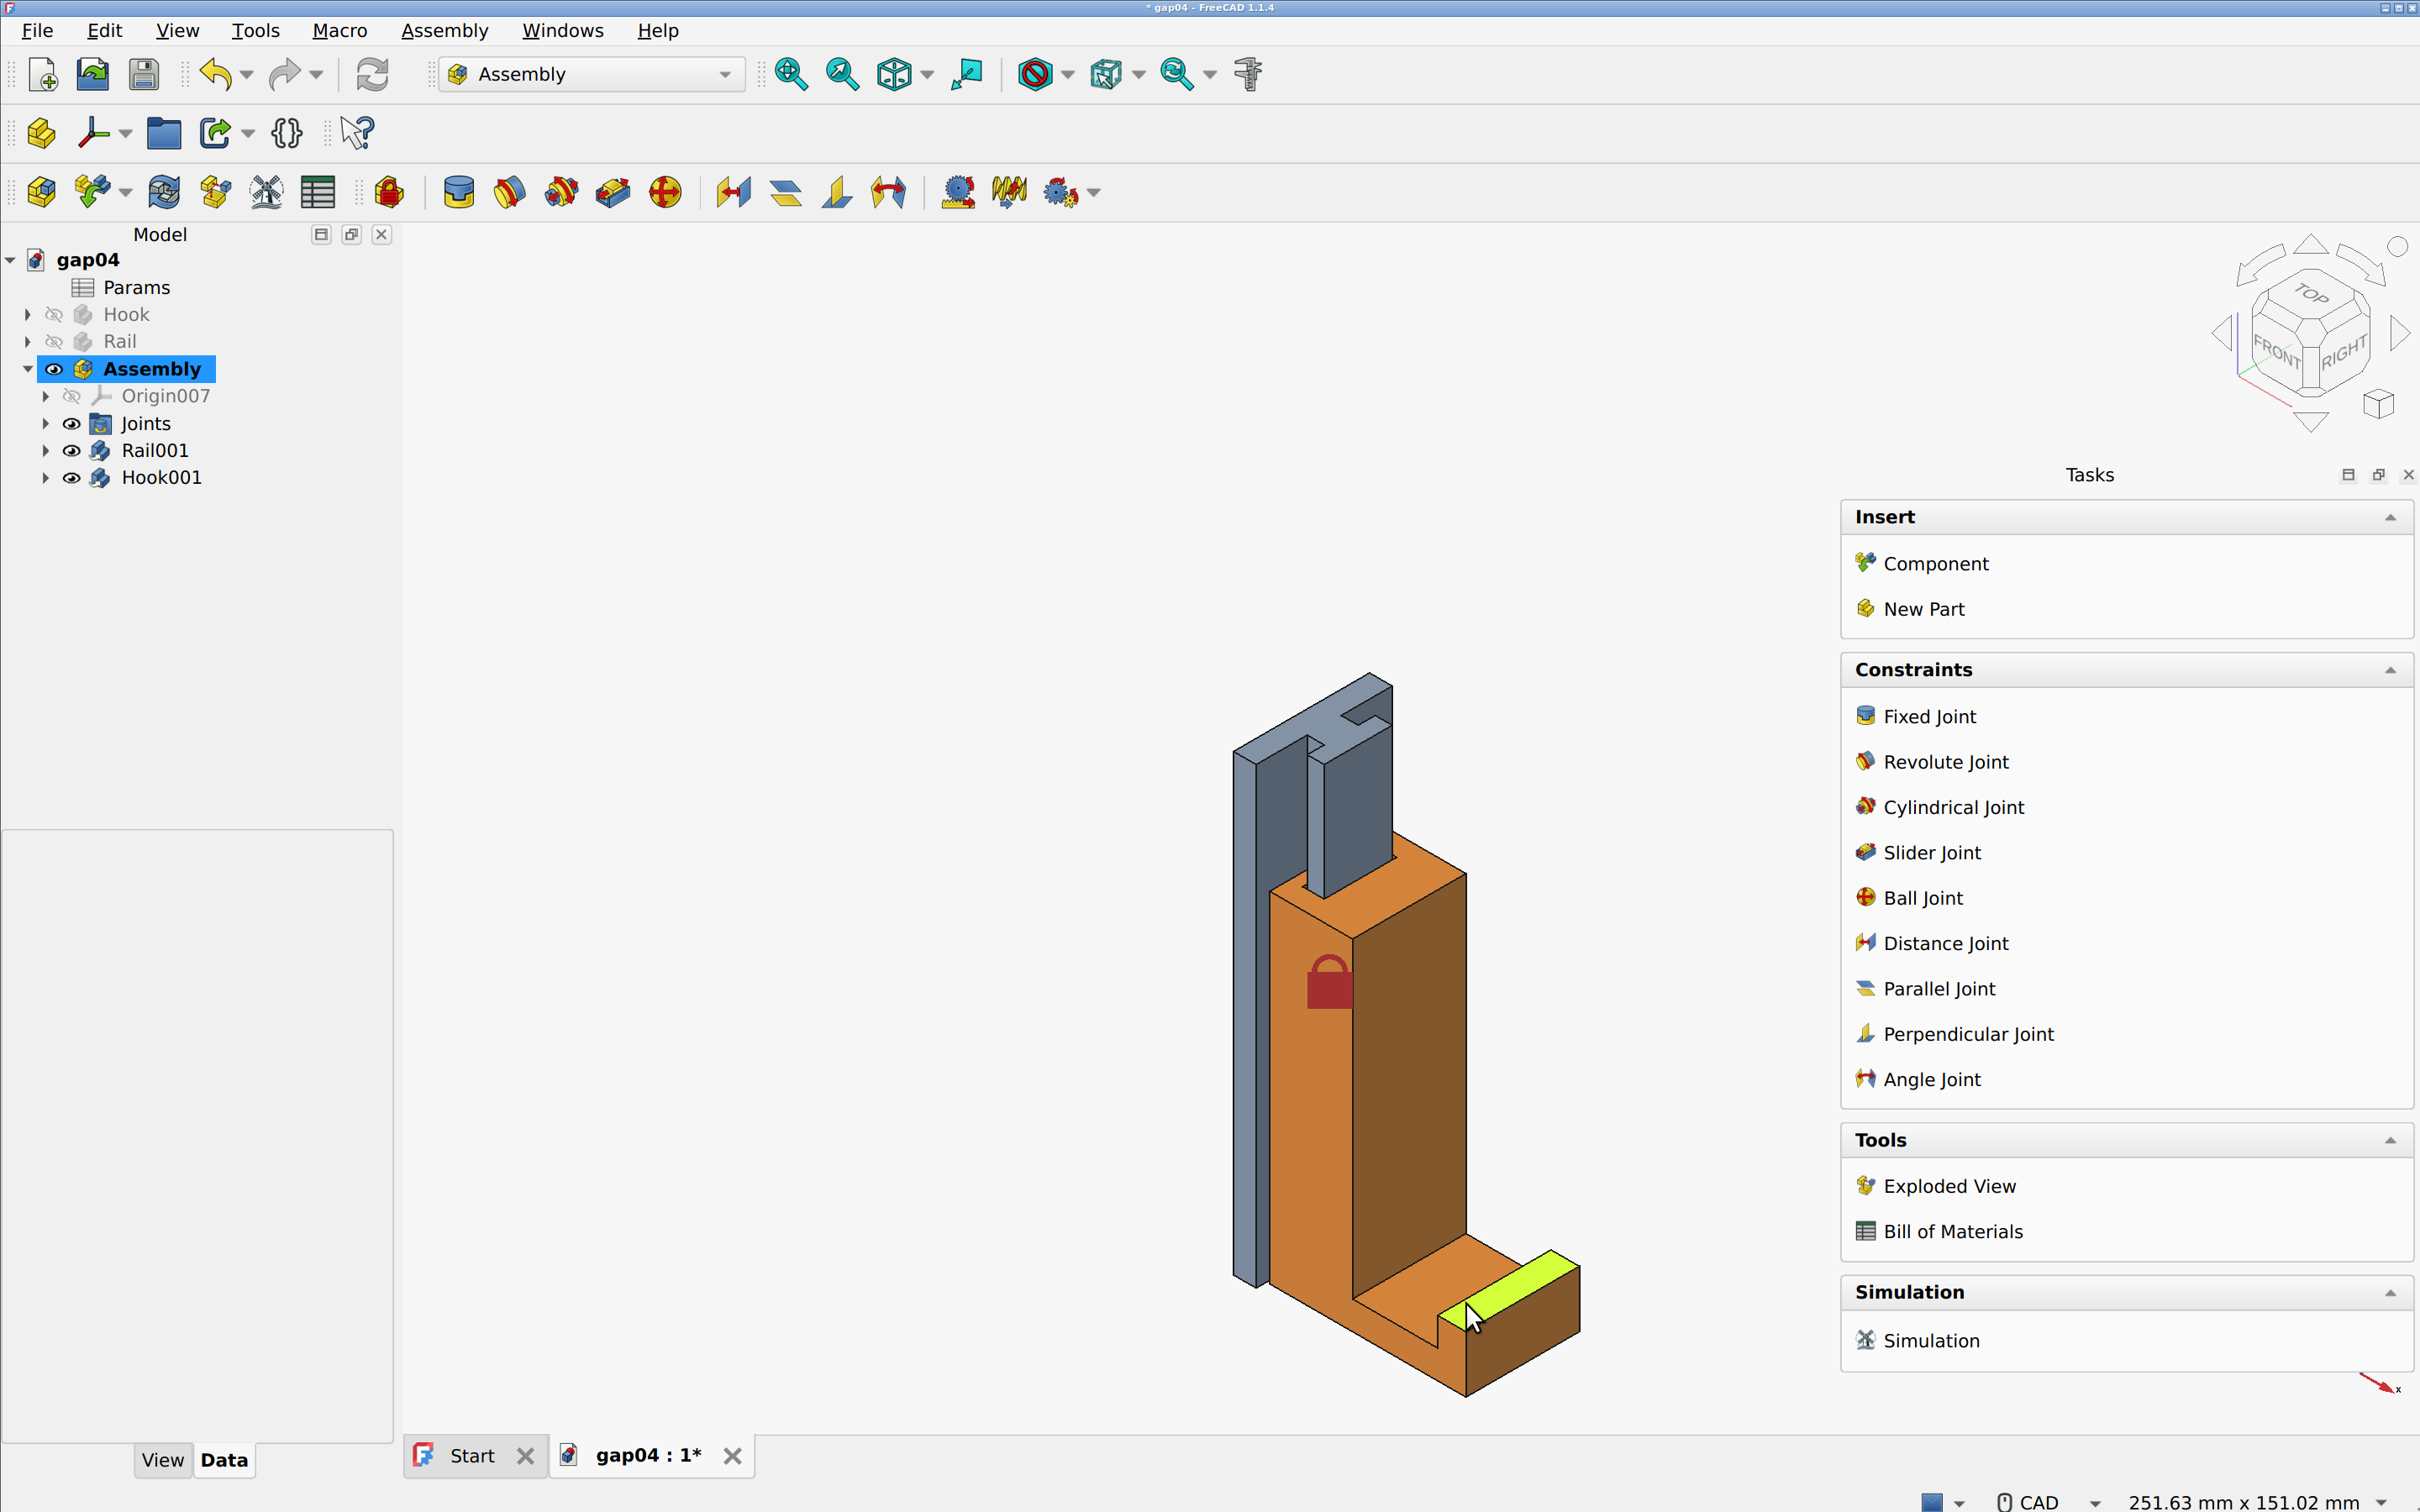 * gap04 - FreeCAD 1.1.4
File Edit View Tools Macro Assembly Windows Help
Assembly
Model
gap04
Params
Hook
Rail
Assembly
Origin007
Joints
Rail001
Hook001
TOP
FRONT
RIGHT
Tasks
Insert
Component
New Part
Constraints
Fixed Joint
Revolute Joint
Cylindrical Joint
Slider Joint
Ball Joint
Distance Joint
Parallel Joint
Perpendicular Joint
Angle Joint
Tools
Exploded View
Bill of Materials
Simulation
Simulation
x
View Data
Start
gap04 : 1*
CAD
251.63 mm x 151.02 mm